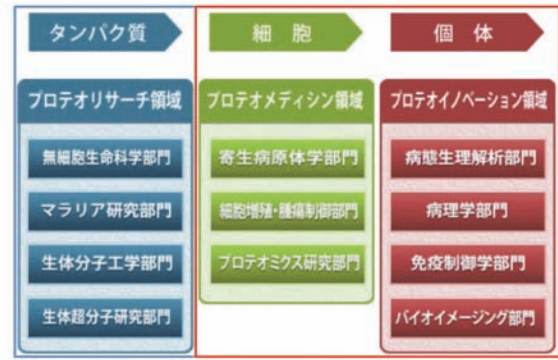 タンパク質
細 胞
個 体
プロテオリサーチ領域
無細胞生命科学部門
マラリア研究部門
生体分子工学部門
生体超分子研究部門
プロテオメディシン領域
寄生病原体学部門
細胞増殖・腫瘍制御部門
プロテオミクス研究部門
プロテオイノベーション領域
病態生理解析部門
病理学部門
免疫制御学部門
バイオイメージング部門